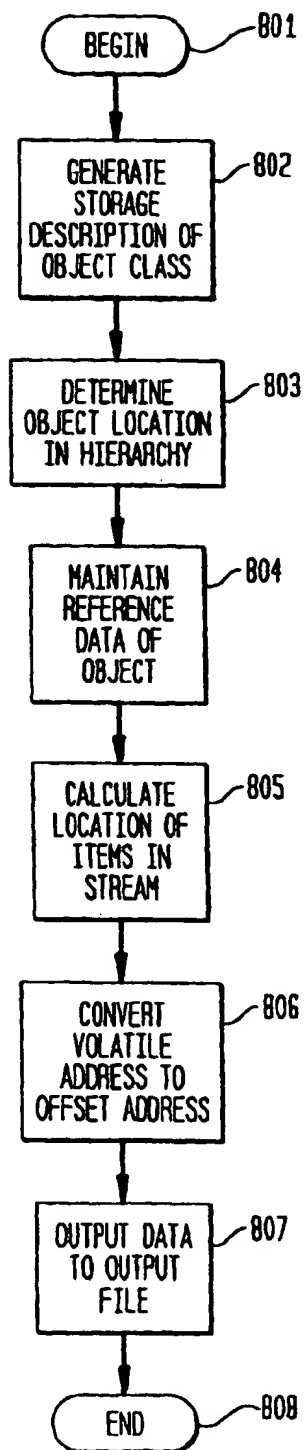 BEGIN
801
GENERATE
STORAGE
DESCRIPTION OF
OBJECT CLASS
802
DETERMINE
OBJECT LOCATION
IN HIERARCHY
803
MAINTAIN
REFERENCE
DATA OF
OBJECT
804
CALCULATE
LOCATION OF
ITEMS IN
STREAM
805
CONVERT
VOLATILE
ADDRESS TO
OFFSET ADDRESS
806
OUTPUT DATA
TO OUTPUT
FILE
807
END
808